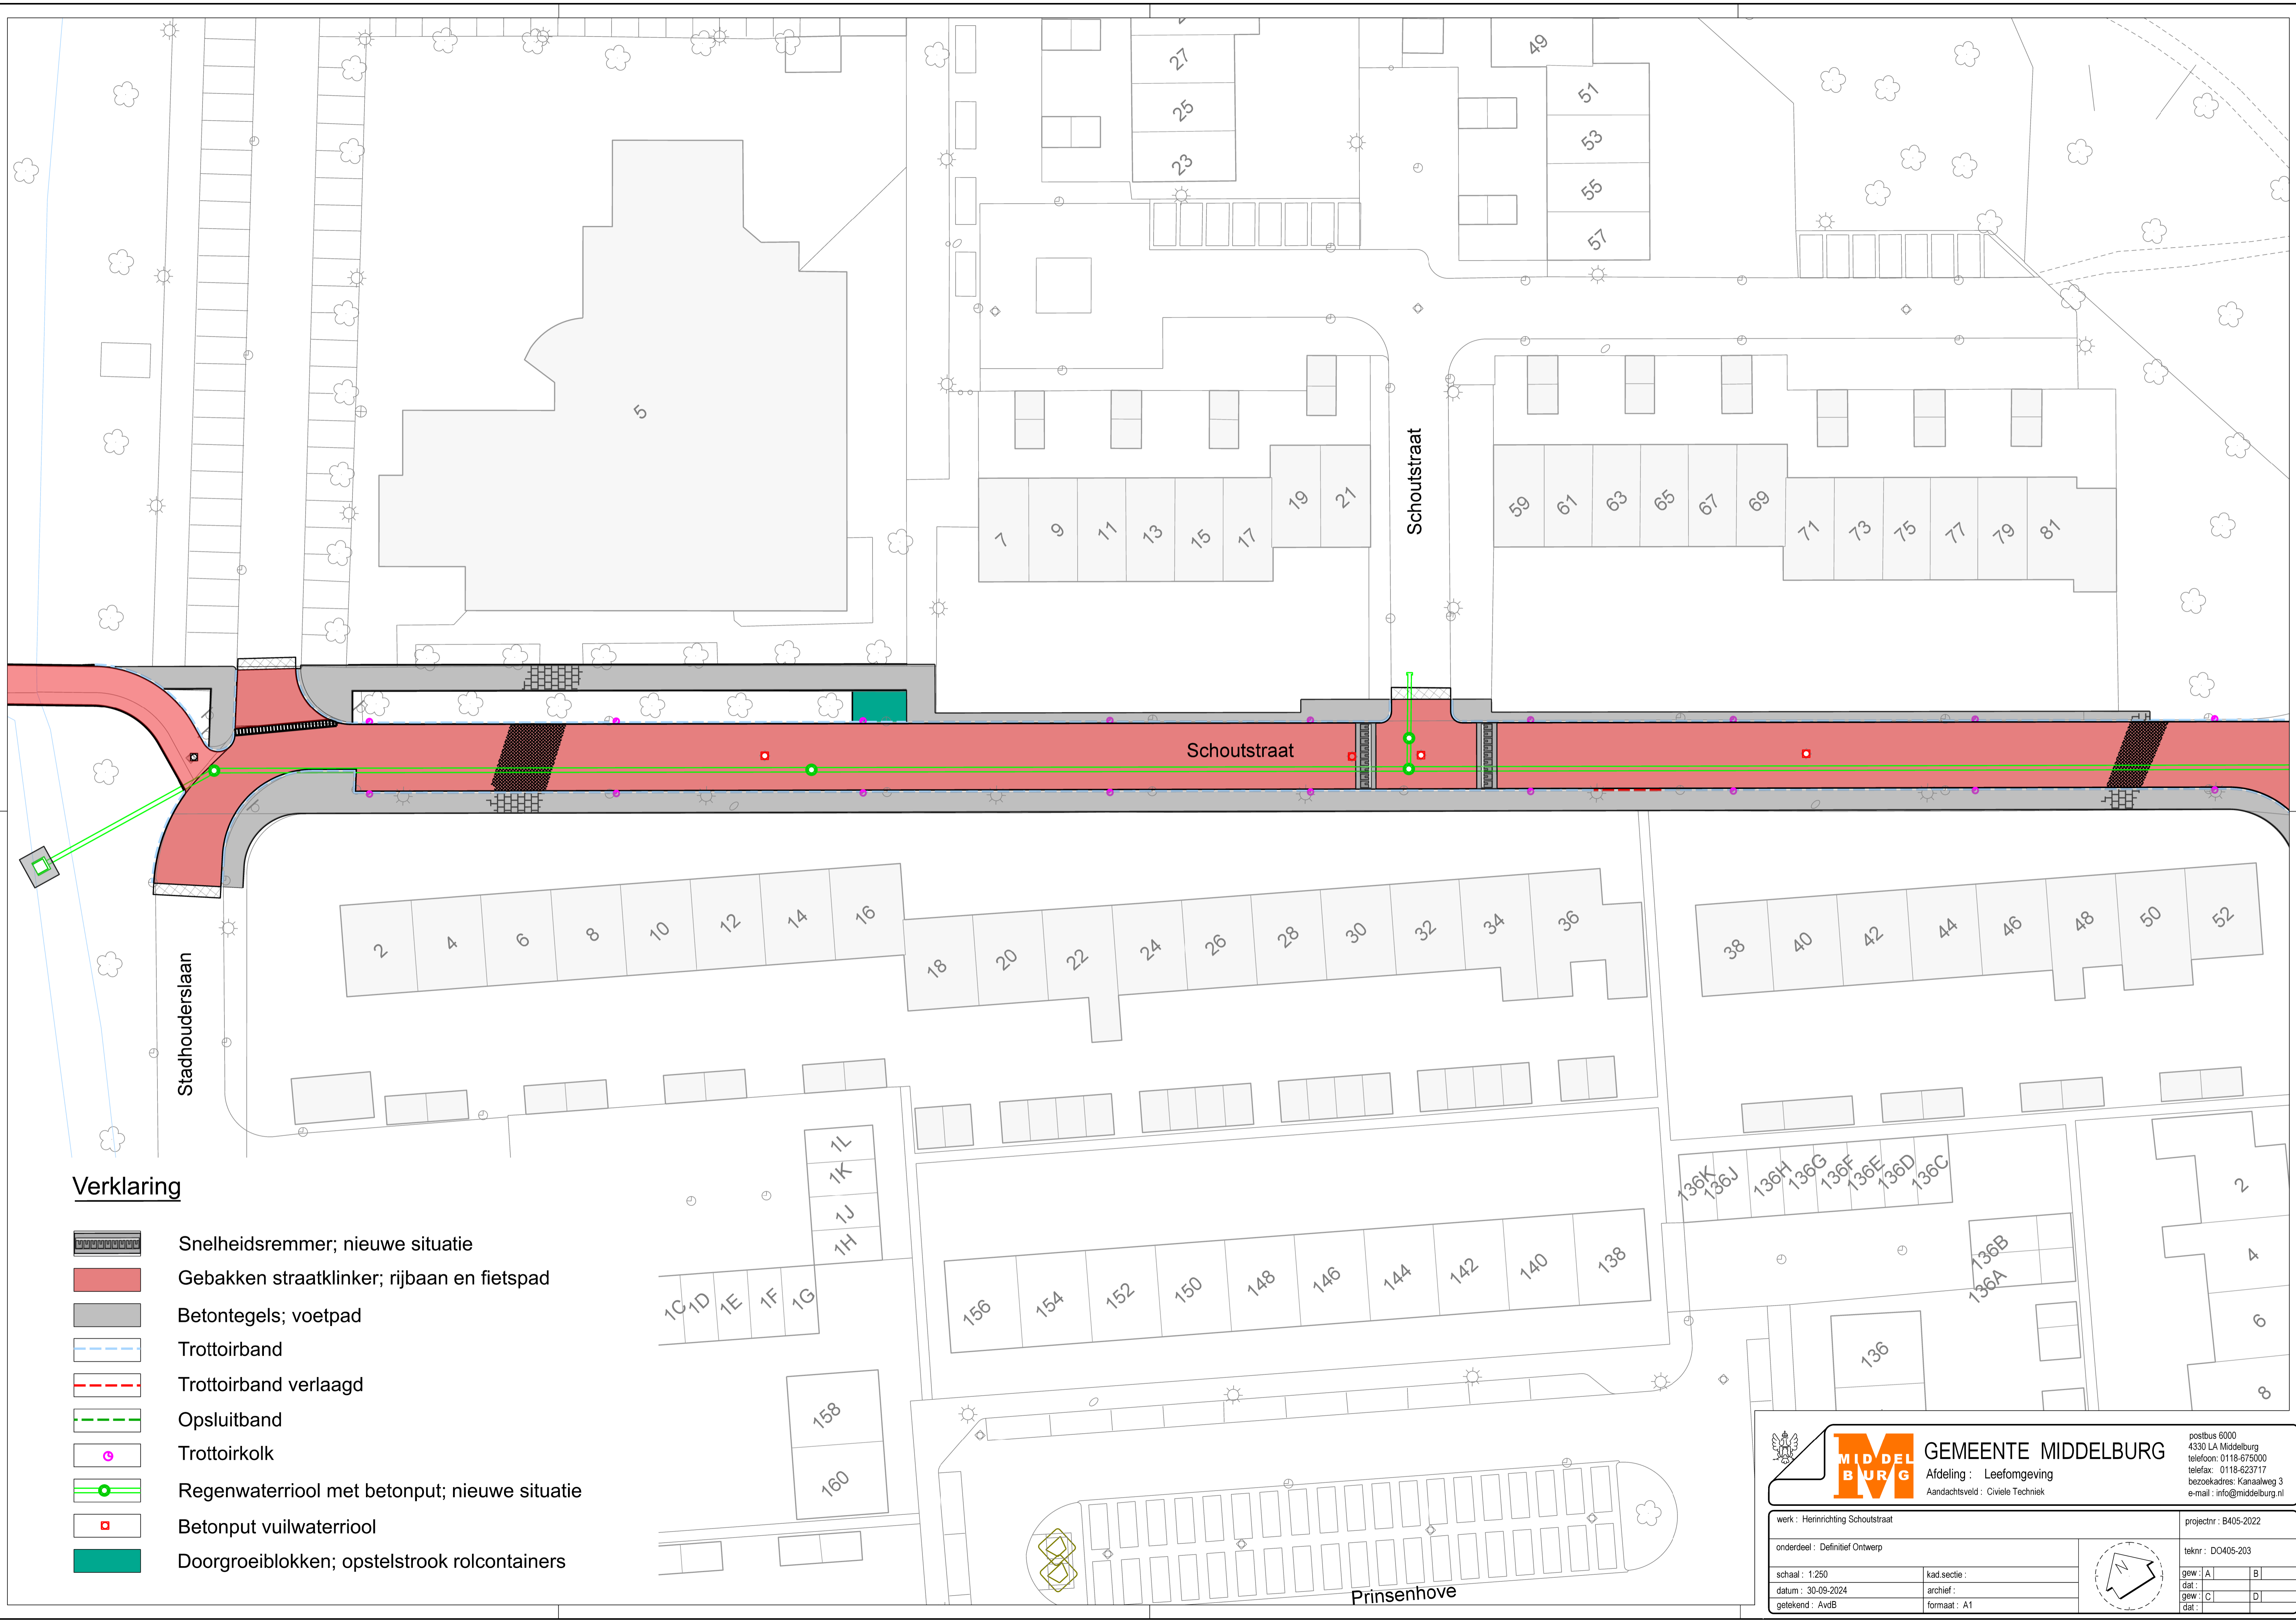 27
25
23
49
51
53
55
57
5
7
9
11
13
15
17
19
21
Schoutstraat
59
61
63
65
67
69
71
73
75
77
79
81
Schoutstraat
Stadhouderslaan
2
4
6
8
10
12
14
16
18
20
22
24
26
28
30
32
34
36
38
40
42
44
46
48
50
52
1L
1K
1J
1H
1C
1D
1E
1F
1G
158
160
156
154
152
150
148
146
144
142
140
138
136K
136J
136H
136G
136F
136E
136D
136C
136B
136A
136
2
4
6
8
Prinsenhove
Verklaring
Snelheidsremmer; nieuwe situatie
Gebakken straatklinker; rijbaan en fietspad
Betontegels; voetpad
Trottoirband
Trottoirband verlaagd
Opsluitband
Trottoirkolk
Regenwaterriool met betonput; nieuwe situatie
Betonput vuilwaterriool
Doorgroeiblokken; opstelstrook rolcontainers
M
MIDDEL
BURG
GEMEENTE MIDDELBURG
Afdeling : Leefomgeving
Aandachtsveld : Civiele Techniek
postbus 6000
4330 LA Middelburg
telefoon: 0118-675000
telefax: 0118-623717
bezoekadres: Kanaalweg 3
e-mail : info@middelburg.nl
werk : Herinrichting Schoutstraat
projectnr : B405-2022
onderdeel : Definitief Ontwerp
teknr : DO405-203
schaal : 1:250
kad.sectie :
datum : 30-09-2024
archief :
getekend : AvdB
formaat : A1
N
gew : A B
dat :
gew : C D
dat :